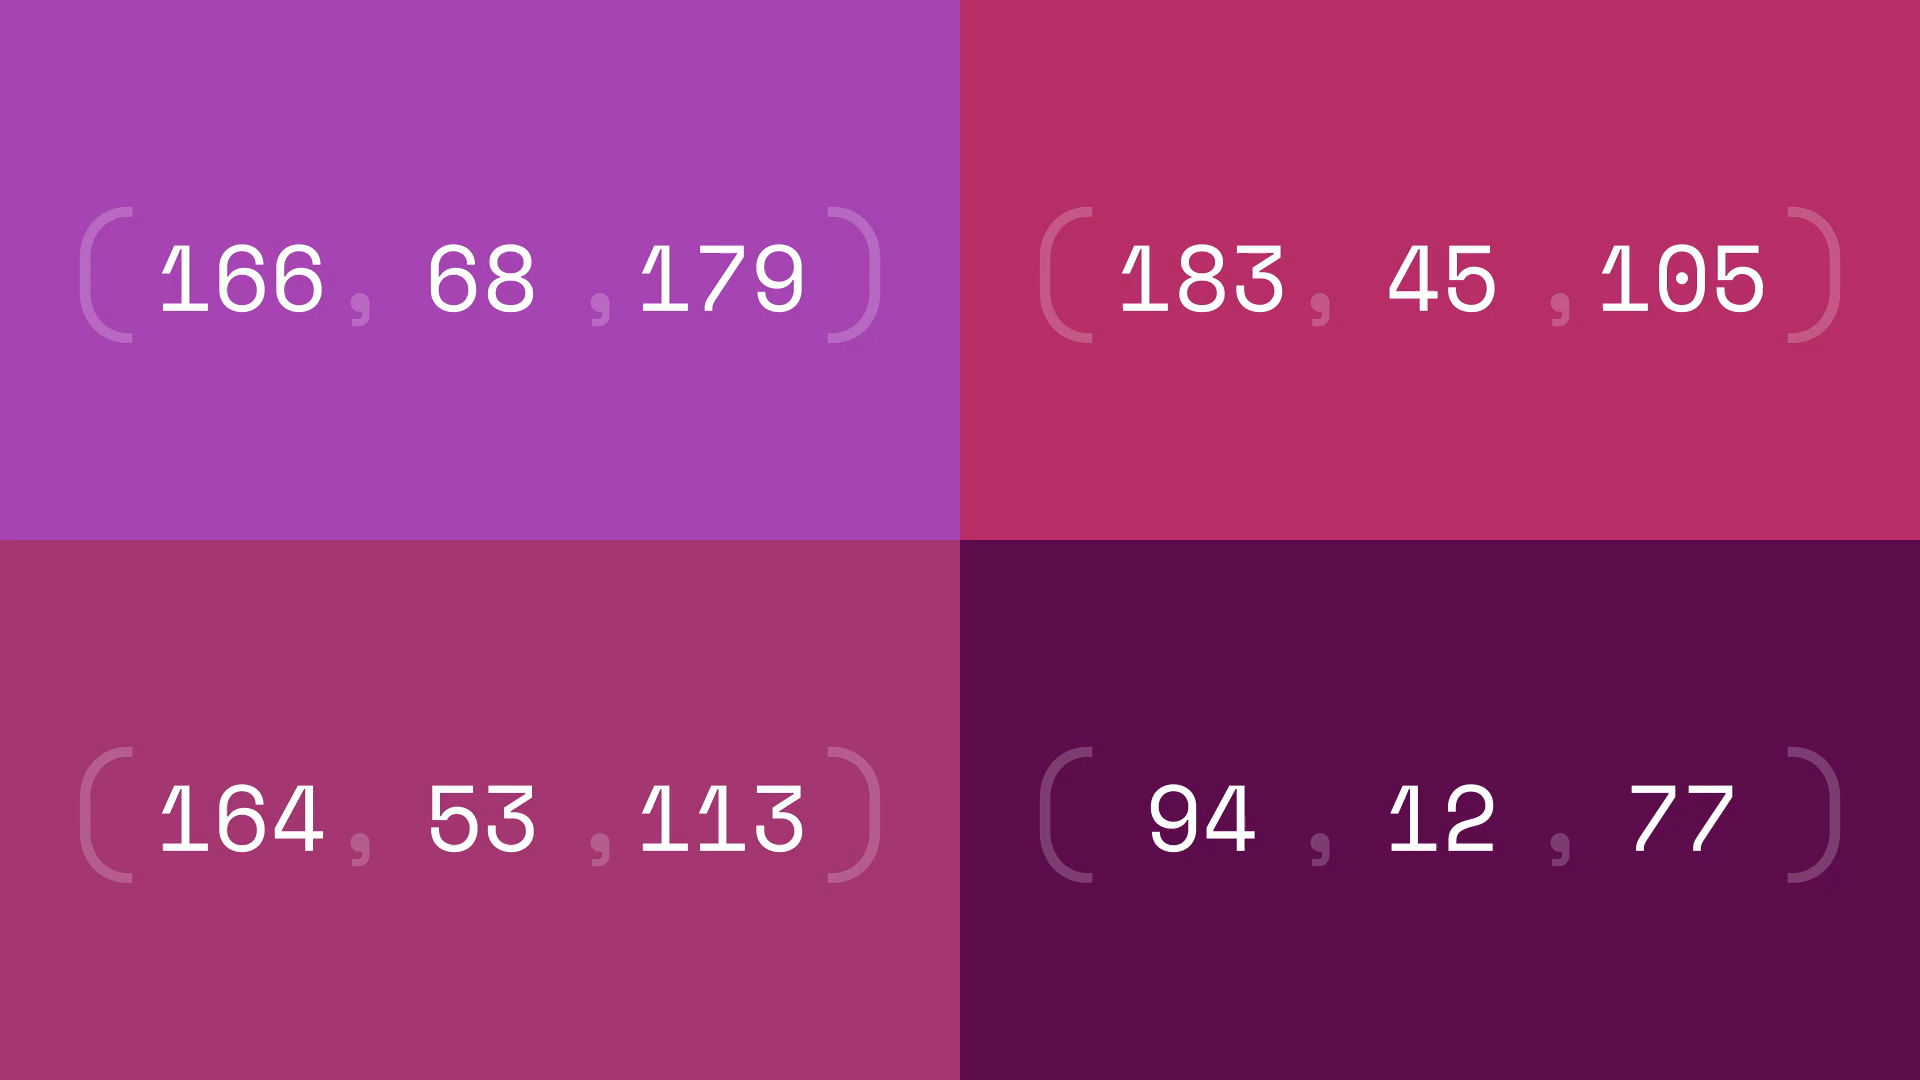 (166, 68, 179)
(183, 45, 105)
(164, 53, 113)
(94, 12, 77)